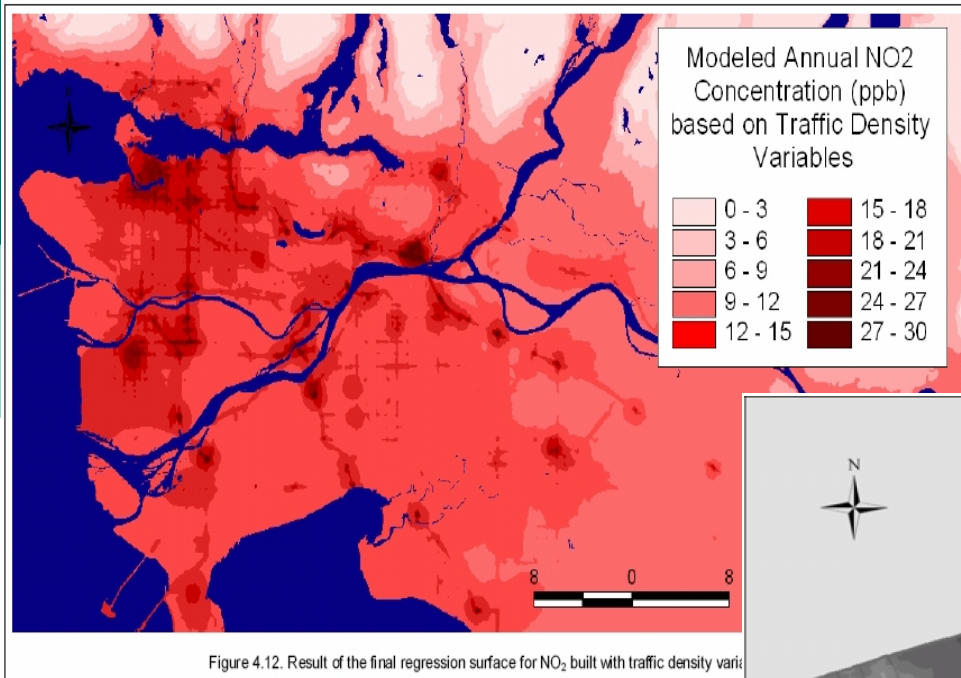 Modeled Annual NO2
Concentration (ppb)
based on Traffic Density
Variables
0 - 3
3 - 6
6 - 9
9 - 12
12 - 15
15 - 18
18 - 21
21 - 24
24 - 27
27 - 30
N
8 0 8
Figure 4.12. Result of the final regression surface for NO₂ built with traffic density